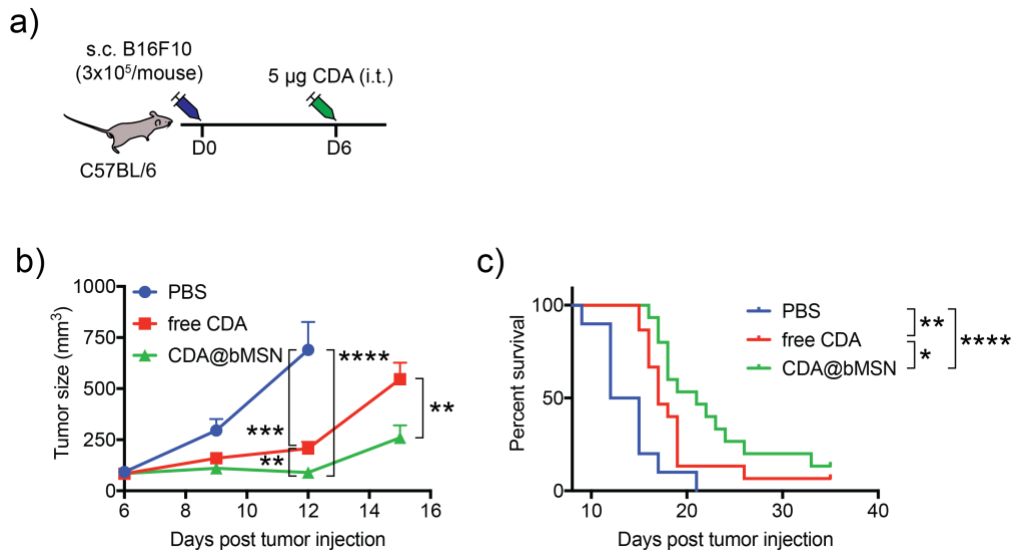 a)
s.c. B16F10
(3x10⁵/mouse)
5 µg CDA (i.t.)
D0
D6
C57BL/6
b)
Tumor size (mm³)
1000
750
500
250
0
PBS
free CDA
CDA@bMSN
****
***
**
**
6
8
10
12
14
16
Days post tumor injection
c)
Percent survival
100
50
0
PBS
free CDA
CDA@bMSN
**
*
****
10
20
30
40
Days post tumor injection